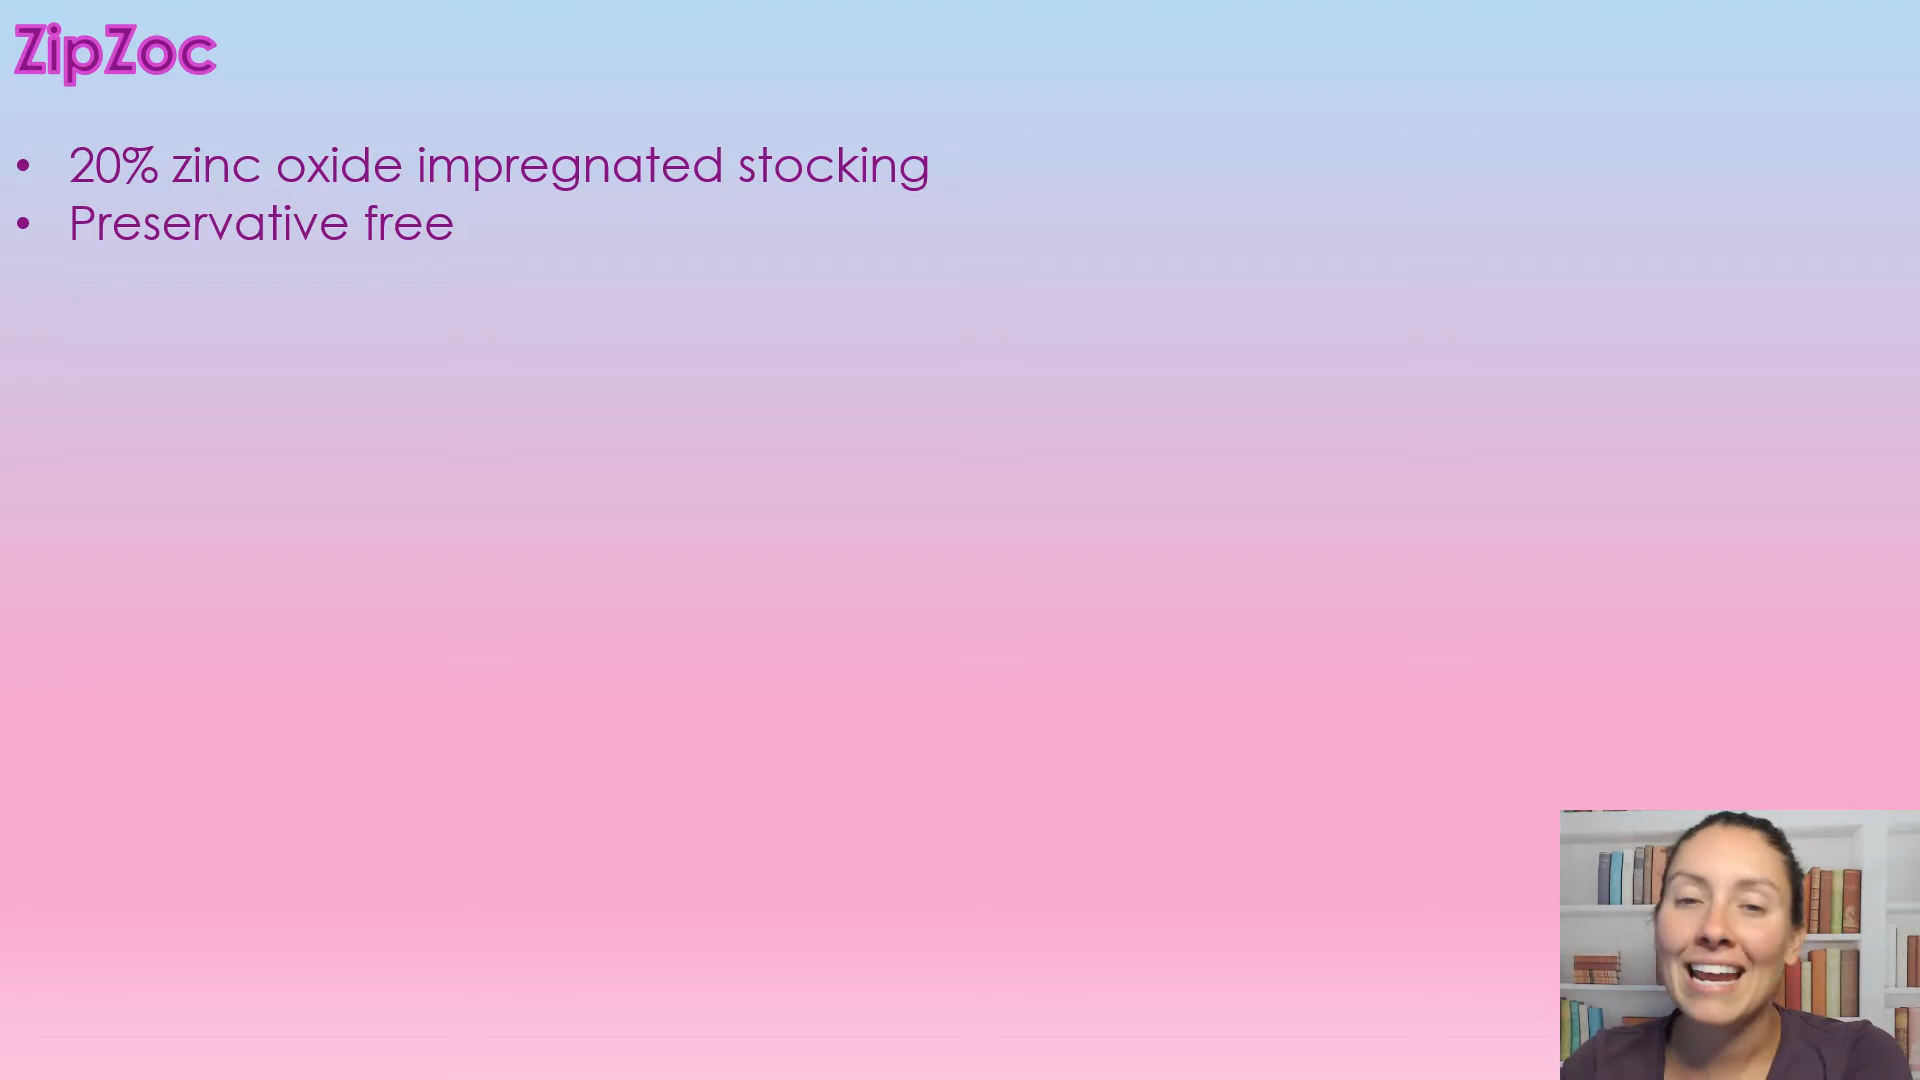 ZipZoc
• 20% zinc oxide impregnated stocking
• Preservative free